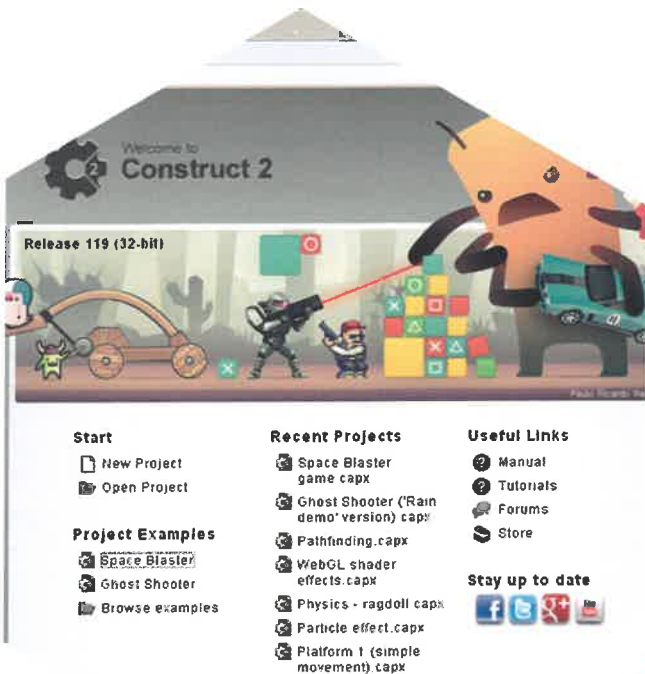 Welcome to
Construct 2
Release 119 (32-bit)
Start
New Project
Open Project
Project Examples
Space Blaster
Ghost Shooter
Browse examples
Recent Projects
Space Blaster
game capx
Ghost Shooter ('Rain
demo' version) capx
Pathfinding.capx
WebGL shader
effects.capx
Physics - ragdoll capx
Particle effect.capx
Platform 1 (simple
movement).capx
Useful Links
Manual
Tutorials
Forums
Store
Stay up to date